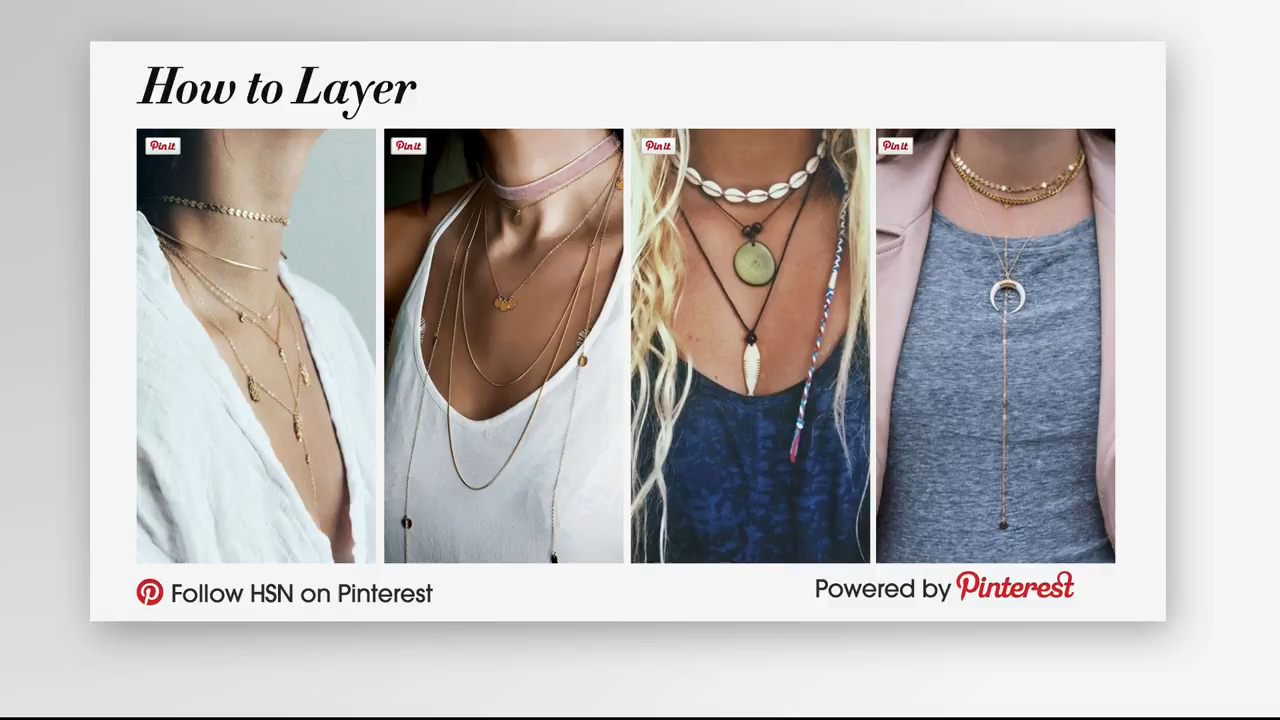 How to Layer
Pin it
Pin it
Pin it
Pin it
Follow HSN on Pinterest
Powered by Pinterest